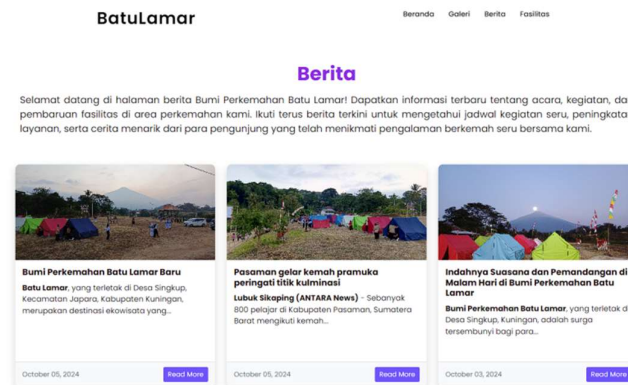 BatuLamar
Beranda Galeri Berita Fasilitas
Berita
Selamat datang di halaman berita Bumi Perkemahan Batu Lamar! Dapatkan informasi terbaru tentang acara, kegiatan, da
pembaruan fasilitas di area perkemahan kami. Ikuti terus berita terkini untuk mengetahui jadwal kegiatan seru, peningkata
layanan, serta cerita menarik dari para pengunjung yang telah menikmati pengalaman berkemah seru bersama kami.
Bumi Perkemahan Batu Lamar Baru
Batu Lamar, yang terletak di Desa Singkup,
Kecamatan Japara, Kabupaten Kuningan,
merupakan destinasi ekowisata yang...
October 05, 2024
Read More
Pasaman gelar kemah pramuka
peringati titik kulminasi
Lubuk Sikaping (ANTARA News) - Sebanyak
800 pelajar di Kabupaten Pasaman, Sumatera
Barat mengikuti kemah...
October 05, 2024
Read More
Indahnya Suasana dan Pemandangan di
Malam Hari di Bumi Perkemahan Batu
Lamar
Bumi Perkemahan Batu Lamar, yang terletak d
Desa Singkup, Kuningan, adalah surga
tersembunyi bagi para...
October 03, 2024
Read More